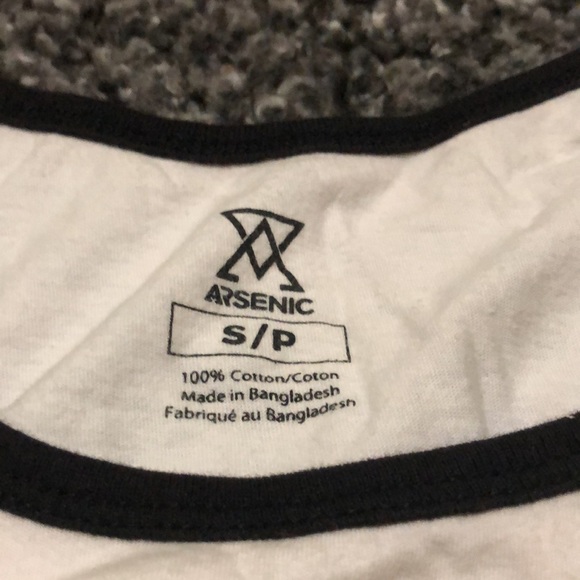 ARSENIC
S/P
100% Cotton/Coton
Made in Bangladesh
Fabriqué au Bangladesh